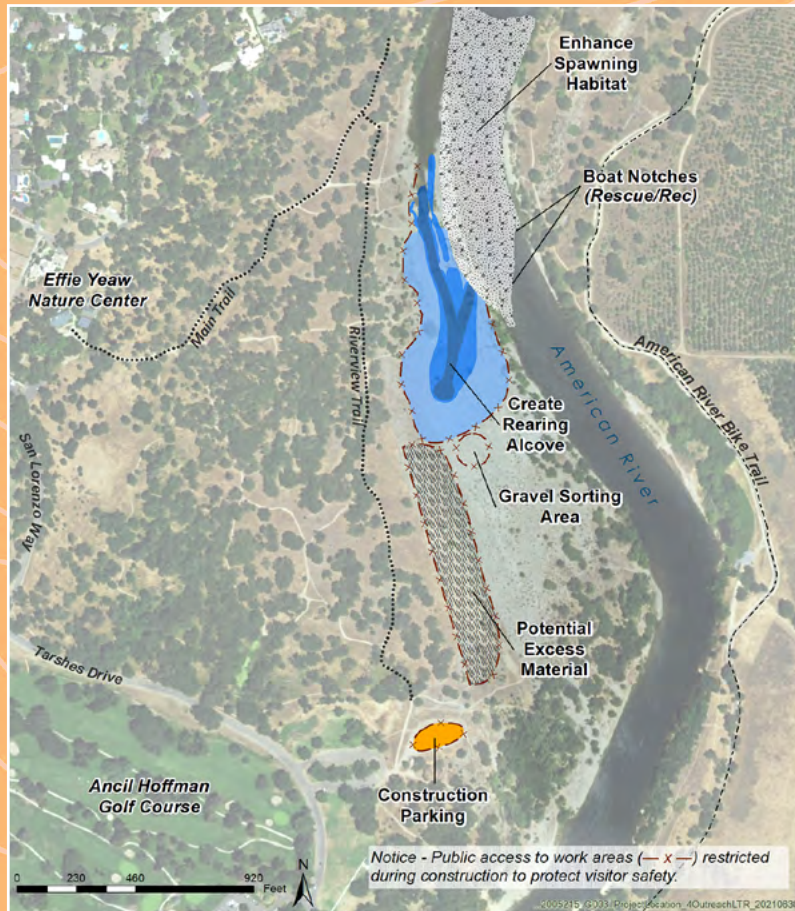 Enhance
Spawning
Habitat
Boat Notches
(Rescue/Rec)
Effie Yeaw
Nature Center
Main Trail
Riverview Trail
American River
American River Bike Trail
Create
Rearing
Alcove
Gravel Sorting
Area
San Lorenzo Way
Potential
Excess
Material
Tarshes Drive
Ancil Hoffman
Golf Course
Construction
Parking
Notice - Public access to work areas (— x —) restricted
during construction to protect visitor safety.
N
0 230 460 920
Feet